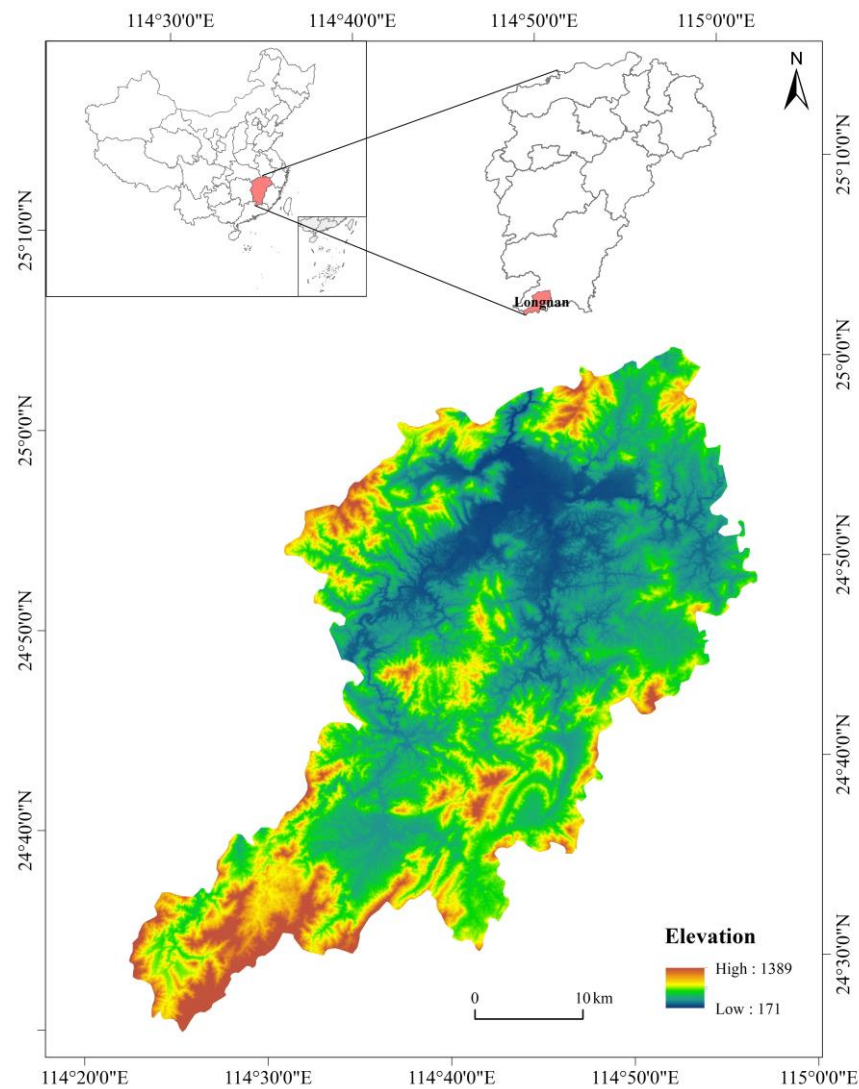 114°30'0"E 114°40'0"E 114°50'0"E 115°0'0"E
N
25°10'0"N
25°10'0"N
Longnan
25°0'0"N
25°0'0"N
24°50'0"N
24°50'0"N
24°40'0"N
24°40'0"N
24°30'0"N
Elevation
High : 1389
Low : 171
0 10 km
114°20'0"E 114°30'0"E 114°40'0"E 114°50'0"E 115°0'0"E